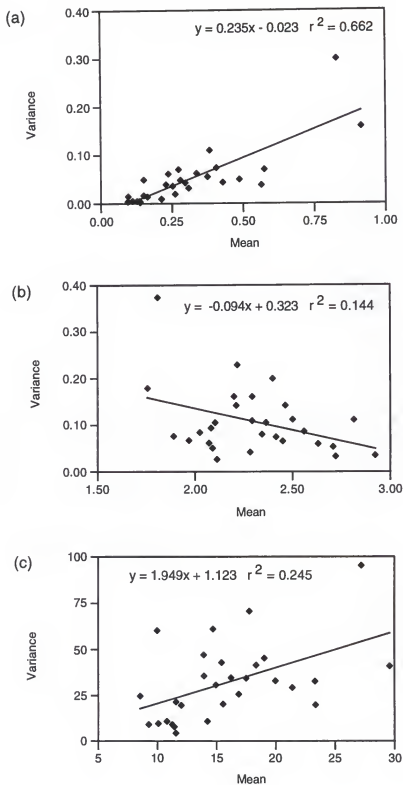 (a)
y = 0.235x - 0.023 r 2 = 0.662
0.40
0.30
0.20
0.10
0.00
Variance
0.00 0.25 0.50 0.75 1.00
Mean
(b)
y = -0.094x + 0.323 r 2 = 0.144
0.40
0.30
0.20
0.10
0.00
Variance
1.50 2.00 2.50 3.00
Mean
(c)
y = 1.949x + 1.123 r 2 = 0.245
100
75
50
25
0
Variance
5 10 15 20 25 30
Mean